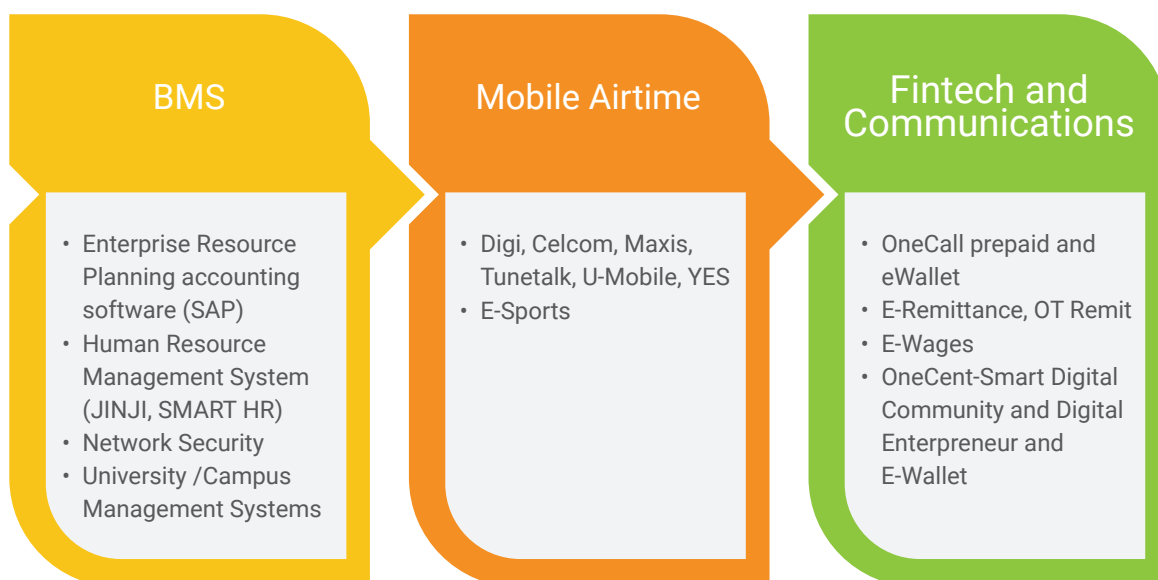 BMS
• Enterprise Resource
Planning accounting
software (SAP)
• Human Resource
Management System
(JINJI, SMART HR)
• Network Security
• University /Campus
Management Systems
Mobile Airtime
• Digi, Celcom, Maxis,
Tunetalk, U-Mobile, YES
• E-Sports
Fintech and
Communications
• OneCall prepaid and
eWallet
• E-Remittance, OT Remit
• E-Wages
• OneCent-Smart Digital
Community and Digital
Enterpreneur and
E-Wallet